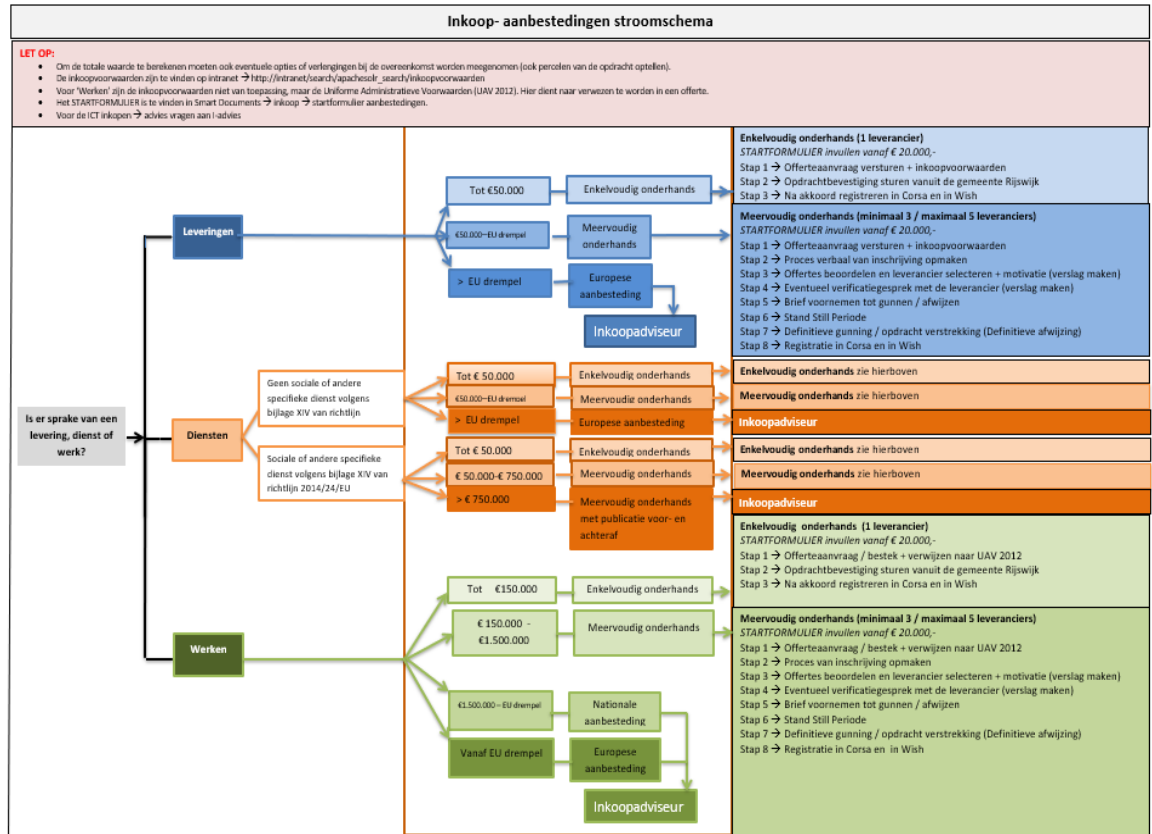 Inkoop- aanbestedingen stroomschema
LET OP:
• Om de totale waarde te berekenen moeten ook eventuele opties of verlengingen bij de overeenkomst worden meegenomen (ook percelen van de opdracht optellen).
• De inkoopvoorwaarden zijn te vinden op intranet → http://intranet/search/apachesolr_search/inkoopvoorwaarden
• Voor 'Werken' zijn de inkoopvoorwaarden niet van toepassing, maar de Uniforme Administratieve Voorwaarden (UAV 2012). Hier dient naar verwezen te worden in een offerte.
• Het STARTFORMULIER is te vinden in Smart Documents → inkoop → startformulier aanbestedingen.
• Voor de ICT inkopen → advies vragen aan I-advies
Is er sprake van een
levering, dienst of
werk?
Leveringen
Tot €50.000
Enkelvoudig onderhands
€50.000—EU drempel
Meervoudig
onderhands
> EU drempel
Europese
aanbesteding
Inkoopadviseur
Enkelvoudig onderhands (1 leverancier)
STARTFORMULIER invullen vanaf € 20.000,-
Stap 1 → Offerteaanvraag versturen + inkoopvoorwaarden
Stap 2 → Opdrachtbevestiging sturen vanuit de gemeente Rijswijk
Stap 3 → Na akkoord registreren in Corsa en in Wish
Meervoudig onderhands (minimaal 3 / maximaal 5 leveranciers)
STARTFORMULIER invullen vanaf € 20.000,-
Stap 1 → Offerteaanvraag versturen + inkoopvoorwaarden
Stap 2 → Proces verbaal van inschrijving opmaken
Stap 3 → Offertes beoordelen en leverancier selecteren + motivatie (verslag maken)
Stap 4 → Eventueel verificatiegesprek met de leverancier (verslag maken)
Stap 5 → Brief voornemen tot gunnen / afwijzen
Stap 6 → Stand Still Periode
Stap 7 → Definitieve gunning / opdracht verstrekking (Definitieve afwijzing)
Stap 8 → Registratie in Corsa en in Wish
Diensten
Geen sociale of andere
specifieke dienst volgens
bijlage XIV van richtlijn
Tot € 50.000
Enkelvoudig onderhands
Enkelvoudig onderhands zie hierboven
€50.000—EU drempel
Meervoudig onderhands
Meervoudig onderhands zie hierboven
> EU drempel
Europese aanbesteding
Inkoopadviseur
Sociale of andere specifieke
dienst volgens bijlage XIV van
richtlijn 2014/24/EU
Tot € 50.000
Enkelvoudig onderhands
Enkelvoudig onderhands zie hierboven
€ 50.000-€ 750.000
Meervoudig onderhands
Meervoudig onderhands zie hierboven
> € 750.000
Meervoudig onderhands
met publicatie voor- en
achteraf
Inkoopadviseur
Werken
Tot €150.000
Enkelvoudig onderhands
€ 150.000 -
€1.500.000
Meervoudig onderhands
€1.500.000 – EU drempel
Nationale
aanbesteding
Vanaf EU drempel
Europese
aanbesteding
Inkoopadviseur
Enkelvoudig onderhands (1 leverancier)
STARTFORMULIER invullen vanaf € 20.000,-
Stap 1 → Offerteaanvraag / bestek + verwijzen naar UAV 2012
Stap 2 → Opdrachtbevestiging sturen vanuit de gemeente Rijswijk
Stap 3 → Na akkoord registreren in Corsa en in Wish
Meervoudig onderhands (minimaal 3 / maximaal 5 leveranciers)
STARTFORMULIER invullen vanaf € 20.000,-
Stap 1 → Offerteaanvraag / bestek + verwijzen naar UAV 2012
Stap 2 → Proces van inschrijving opmaken
Stap 3 → Offertes beoordelen en leverancier selecteren + motivatie (verslag maken)
Stap 4 → Eventueel verificatiegesprek met de leverancier (verslag maken)
Stap 5 → Brief voornemen tot gunnen / afwijzen
Stap 6 → Stand Still Periode
Stap 7 → Definitieve gunning / opdracht verstrekking (Definitieve afwijzing)
Stap 8 → Registratie in Corsa en in Wish